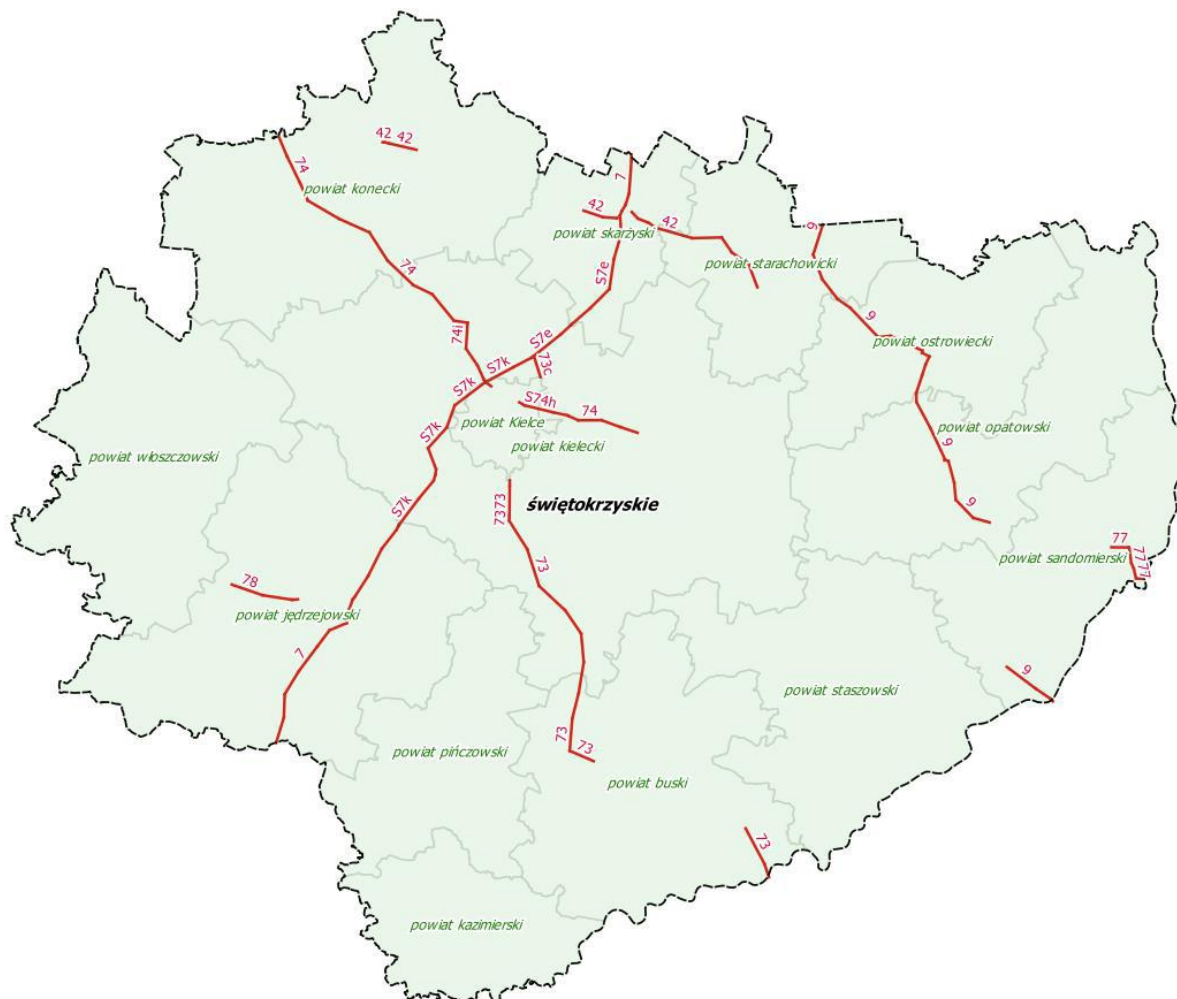 42 42
74
7
powiat konecki
42
42
powiat skarżyski
9
74
powiat starachowicki
S7e
9
74i
S7e
powiat ostrowiecki
S7k
73c
S7k
S74h
74
powiat Kielce
powiat opatowski
S7k
powiat kielecki
9
powiat włoszczowski
S7k
świętokrzyskie
7373
9
77
7777
powiat sandomierski
73
78
powiat jędrzejowski
7
9
powiat staszowski
73
73
powiat pińczowski
powiat buski
73
powiat kazimierski